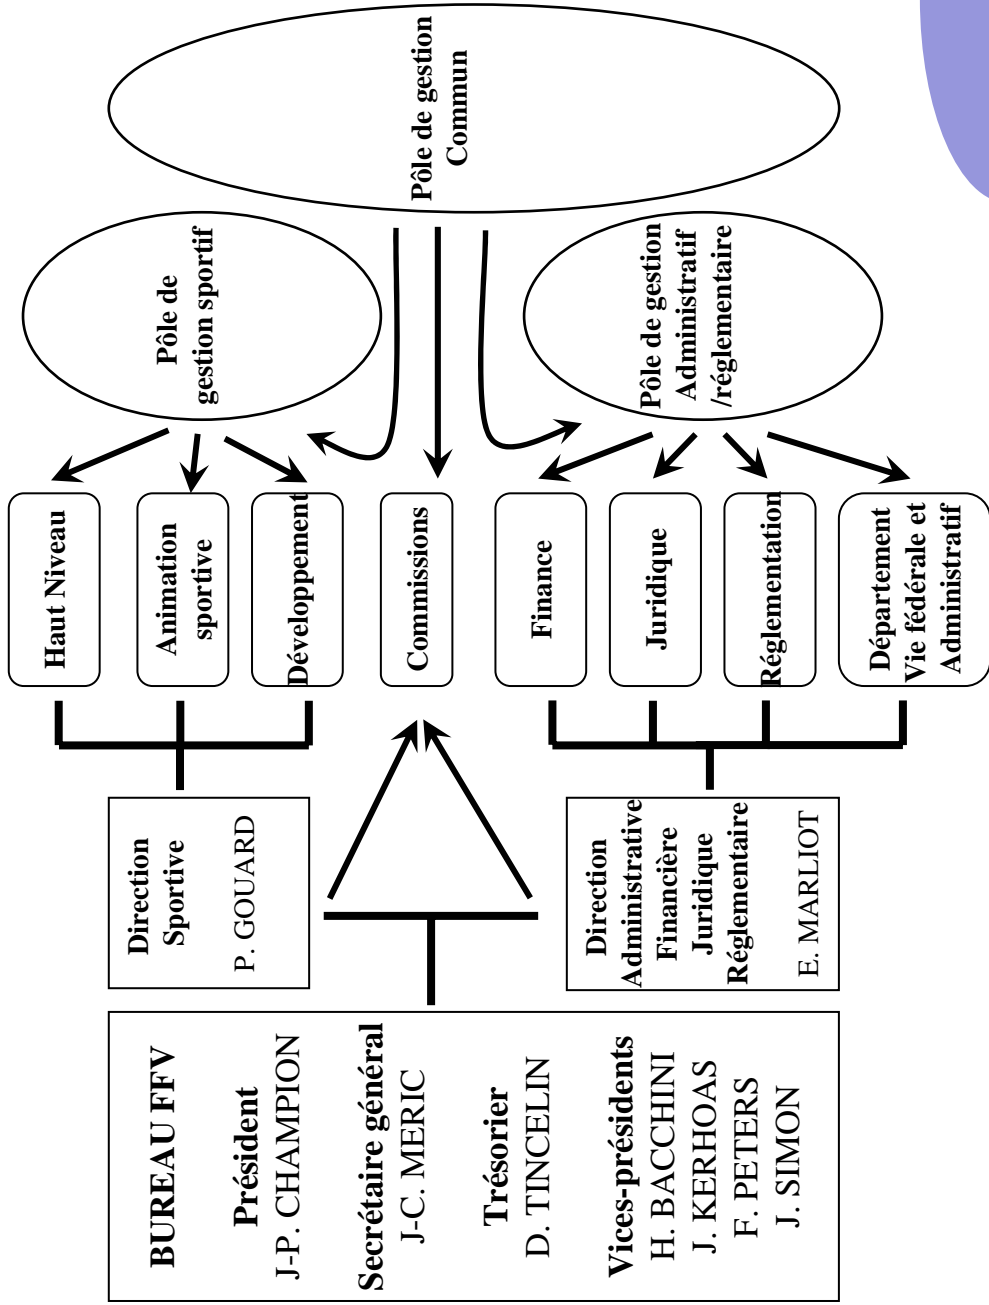 BUREAU FFV
Président
J-P. CHAMPION
Secrétaire général
J-C. MERIC
Trésorier
D. TINCELIN
Vices-présidents
H. BACCHINI
J. KERHOAS
F. PETERS
J. SIMON
Direction
Sportive
P. GOUARD
Direction
Administrative
Financière
Juridique
Réglementaire
E. MARLIOT
Haut Niveau
Animation
sportive
Développement
Commissions
Finance
Juridique
Réglementation
Département
Vie fédérale et
Administratif
Pôle de
gestion sportif
Pôle de gestion
Administratif
/réglementaire
Pôle de gestion
Commun